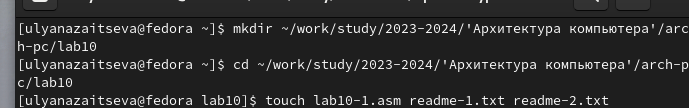 [ulyanazaitseva@fedora ~]$ mkdir ~/work/study/2023-2024/'Архитектура компьютера'/arc
h-pc/lab10
[ulyanazaitseva@fedora ~]$ cd ~/work/study/2023-2024/'Архитектура компьютера'/arch-p
c/lab10
[ulyanazaitseva@fedora lab10]$ touch lab10-1.asm readme-1.txt readme-2.txt